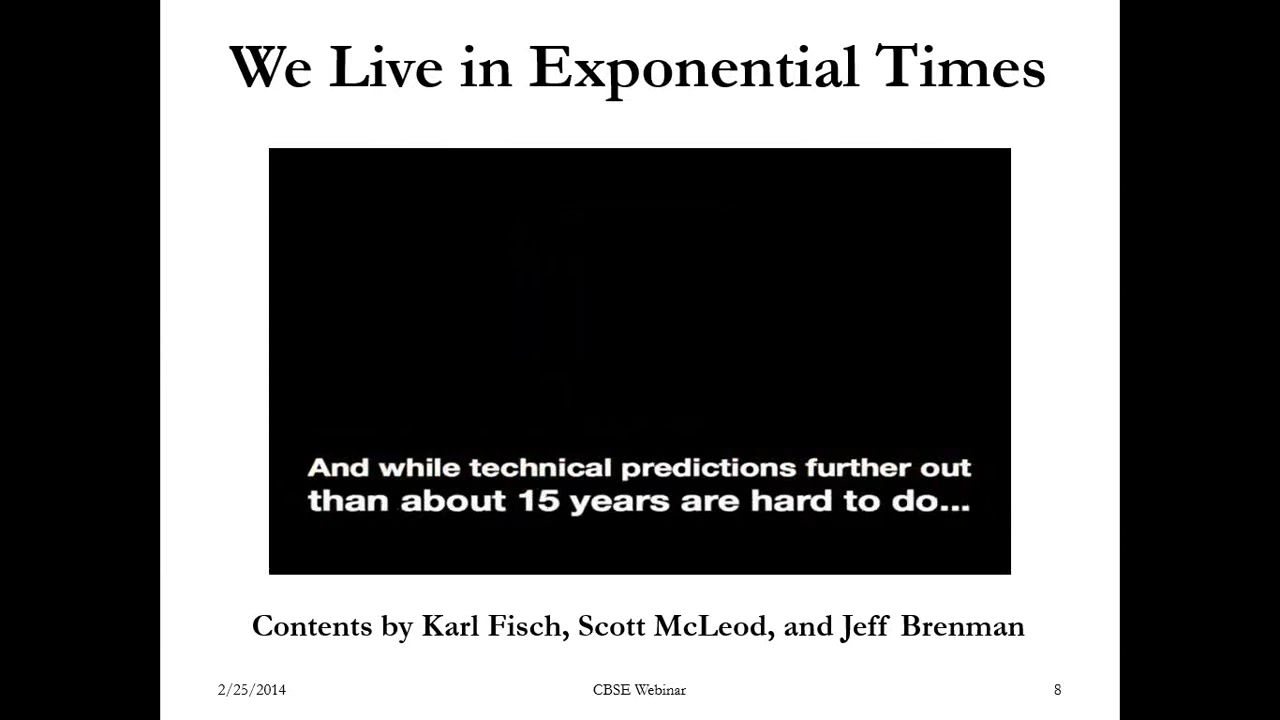 We Live in Exponential Times
And while technical predictions further out
than about 15 years are hard to do...
Contents by Karl Fisch, Scott McLeod, and Jeff Brenman
2/25/2014
CBSE Webinar
8